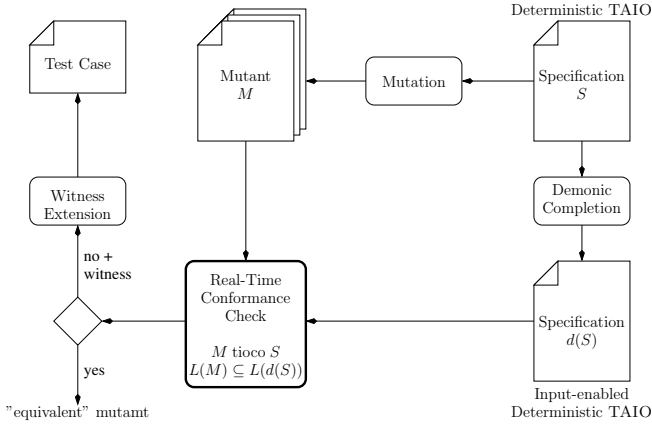 Deterministic TAIO
Test Case
Mutant
M
Mutation
Specification
S
Witness
Extension
Demonic
Completion
no +
witness
Real-Time
Conformance
Check
M tioco S
L(M) ⊆ L(d(S))
Specification
d(S)
yes
"equivalent" mutamt
Input-enabled
Deterministic TAIO